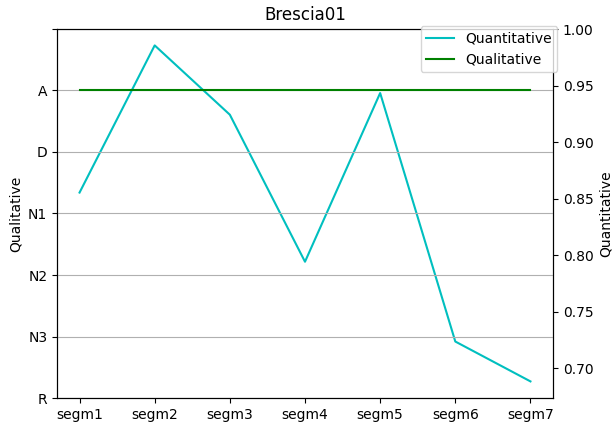 Brescia01
Quantitative
Qualitative
Qualitative
A
D
N1
N2
N3
R
1.00
0.95
0.90
0.85
0.80
0.75
0.70
Quantitative
segm1 segm2 segm3 segm4 segm5 segm6 segm7